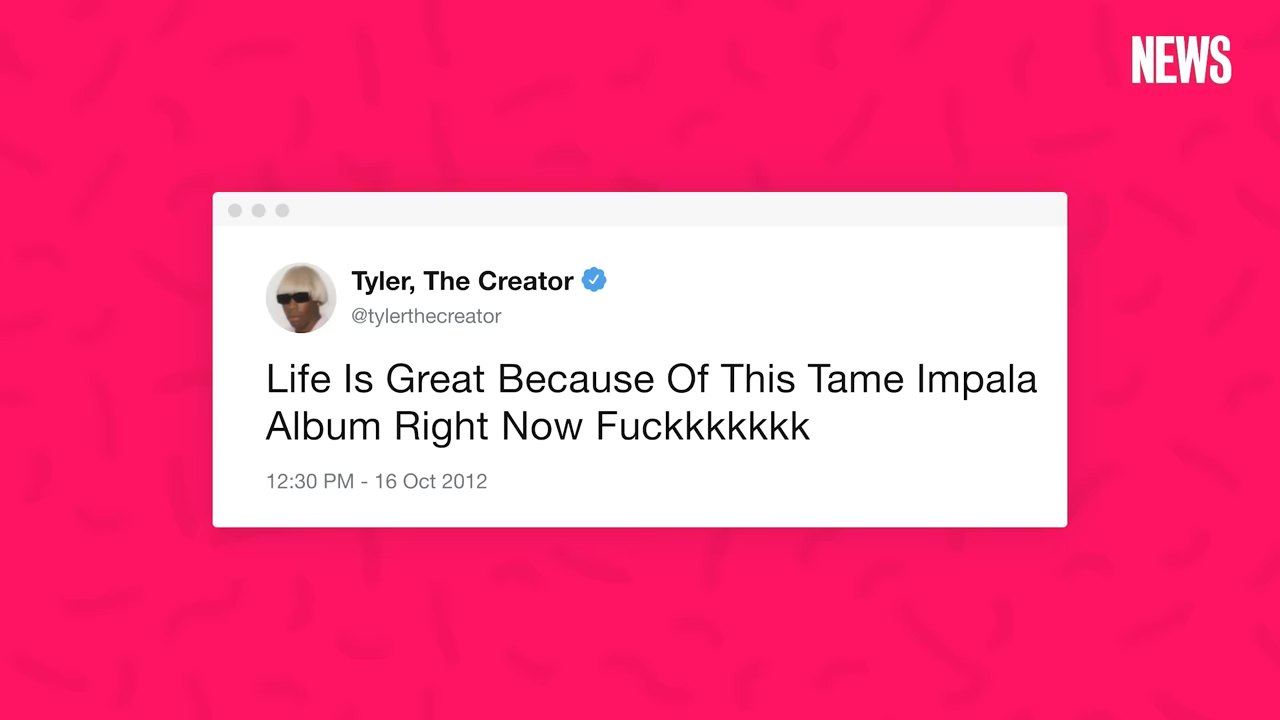 NEWS
Tyler, The Creator
@tylerthecreator
Life Is Great Because Of This Tame Impala
Album Right Now Fuckkkkkkk
12:30 PM - 16 Oct 2012